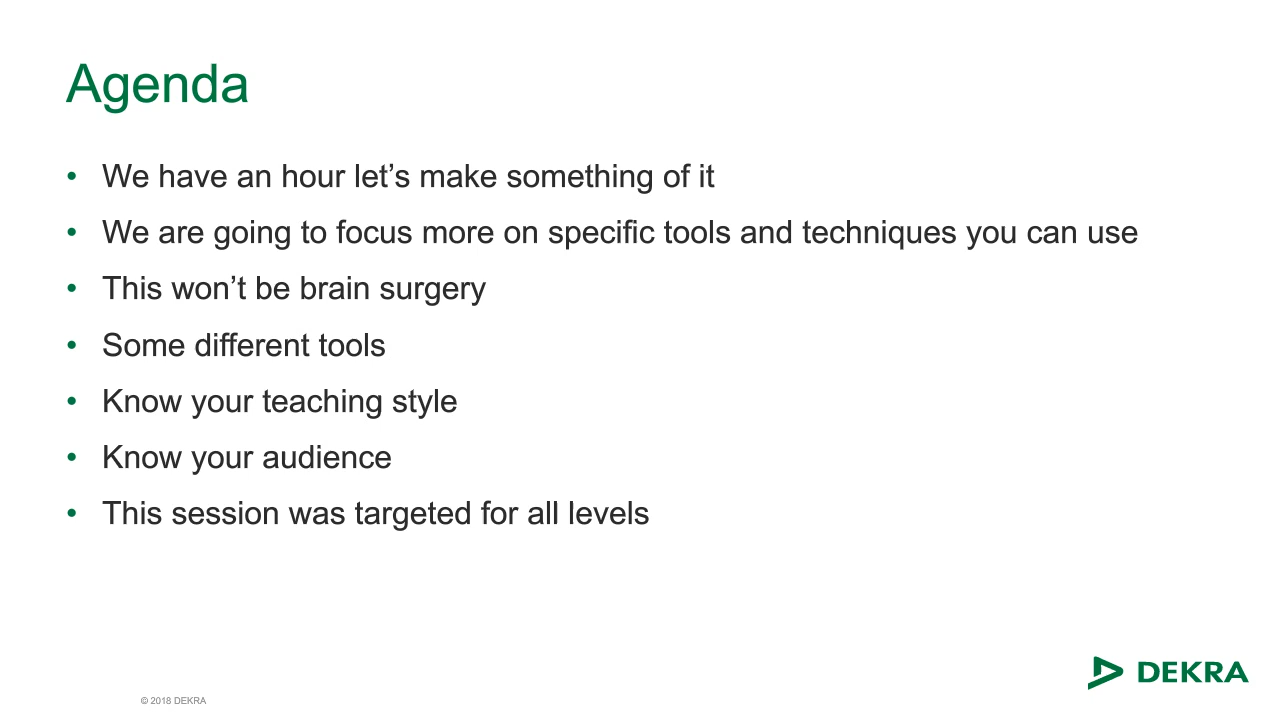 Agenda
• We have an hour let’s make something of it
• We are going to focus more on specific tools and techniques you can use
• This won’t be brain surgery
• Some different tools
• Know your teaching style
• Know your audience
• This session was targeted for all levels
© 2018 DEKRA
DEKRA